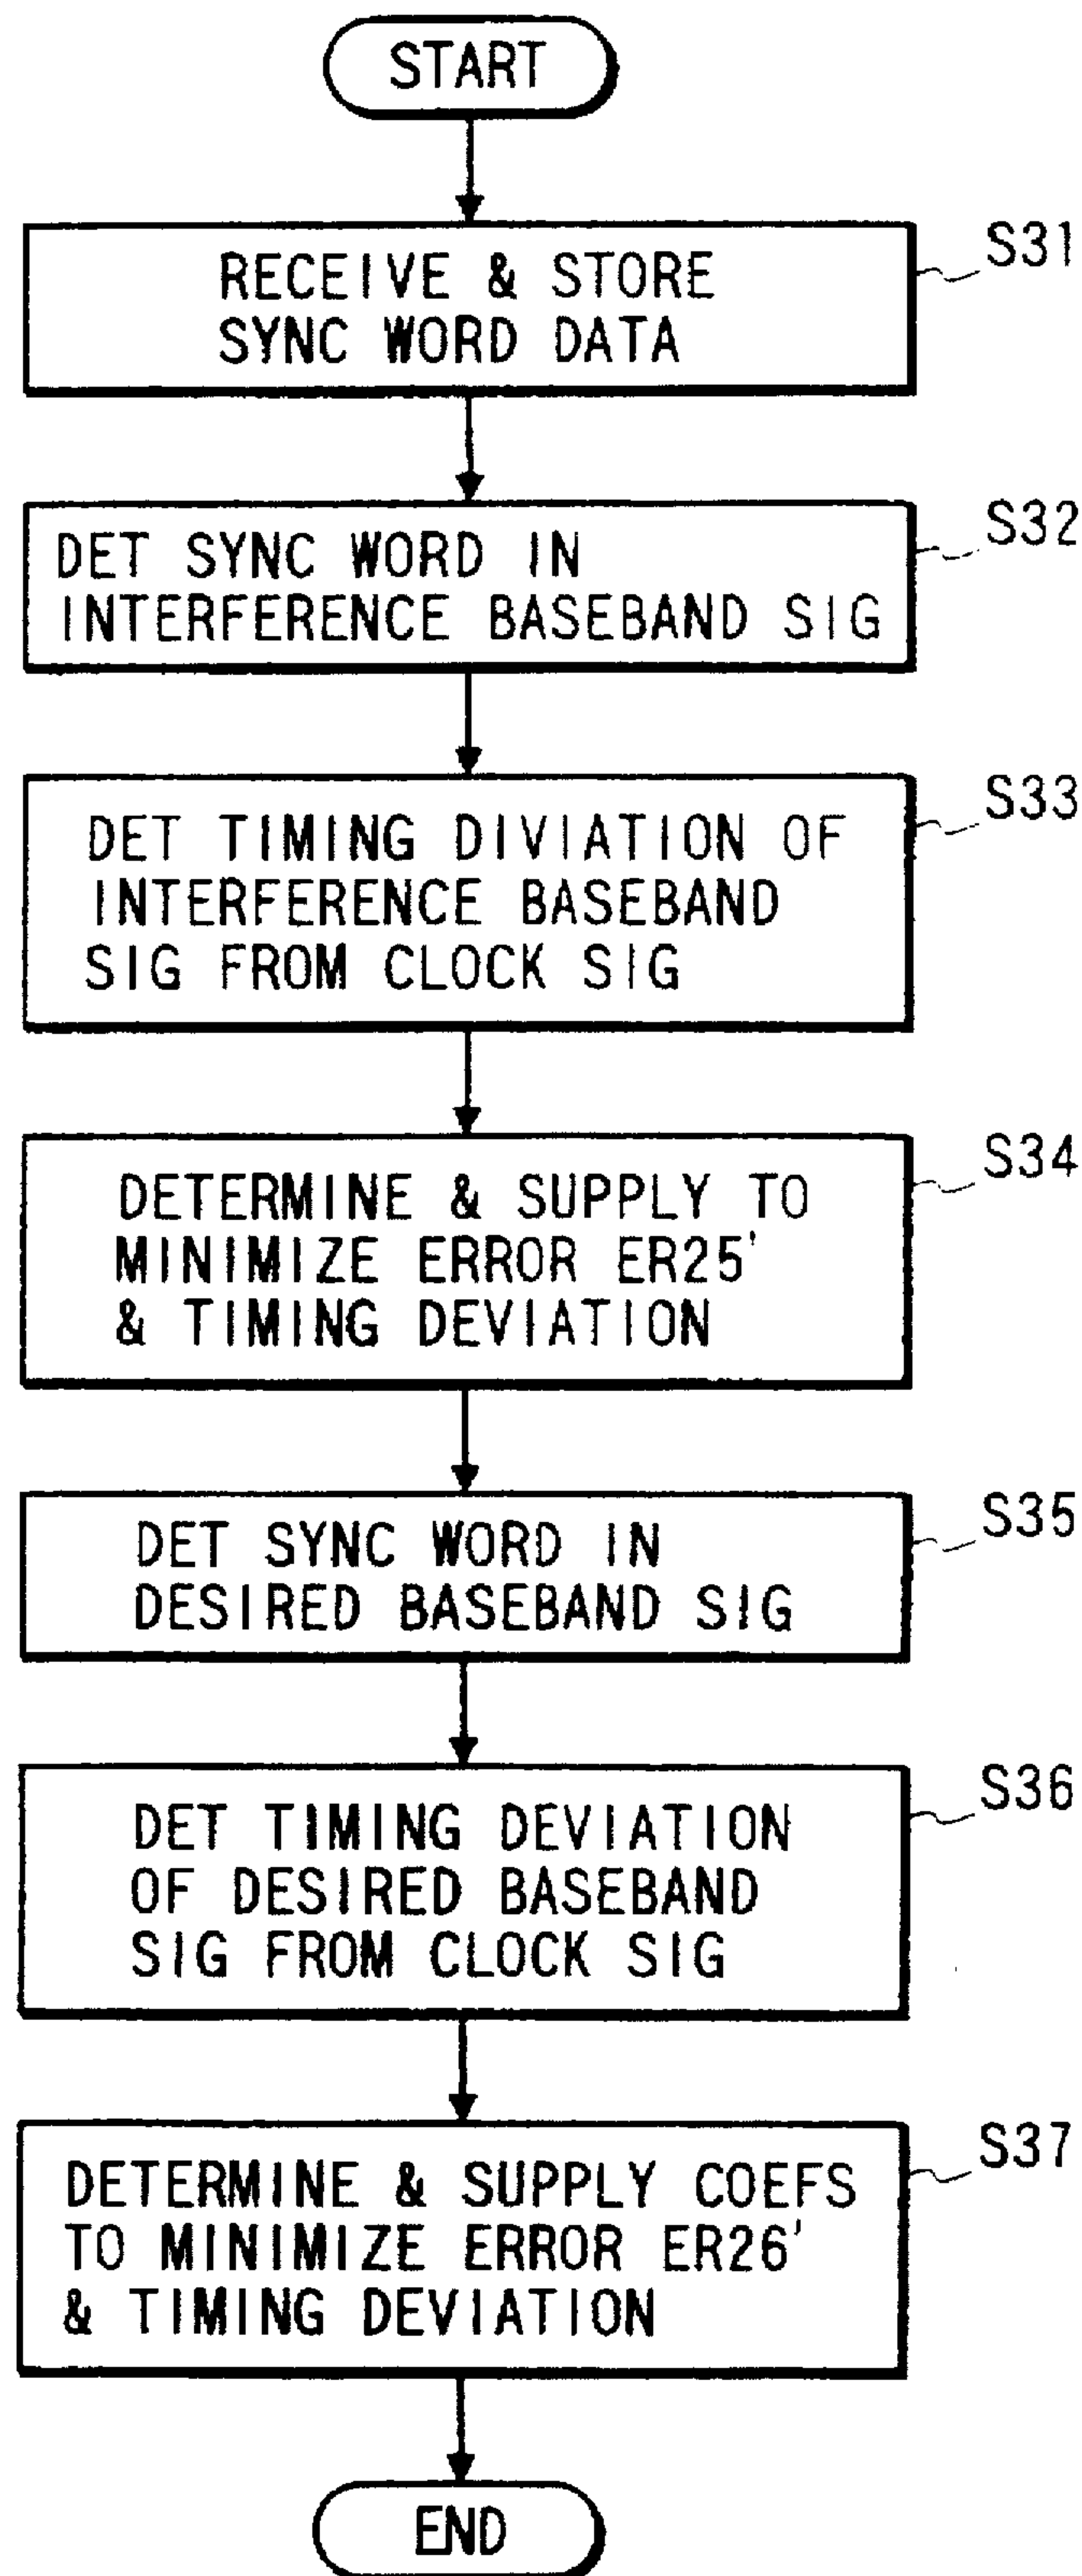 START
S31
RECEIVE & STORE
SYNC WORD DATA
S32
DET SYNC WORD IN
INTERFERENCE BASEBAND SIG
S33
DET TIMING DIVIATION OF
INTERFERENCE BASEBAND
SIG FROM CLOCK SIG
S34
DETERMINE & SUPPLY TO
MINIMIZE ERROR ER25'
& TIMING DEVIATION
S35
DET SYNC WORD IN
DESIRED BASEBAND SIG
S36
DET TIMING DEVIATION
OF DESIRED BASEBAND
SIG FROM CLOCK SIG
S37
DETERMINE & SUPPLY COEFS
TO MINIMIZE ERROR ER26'
& TIMING DEVIATION
END